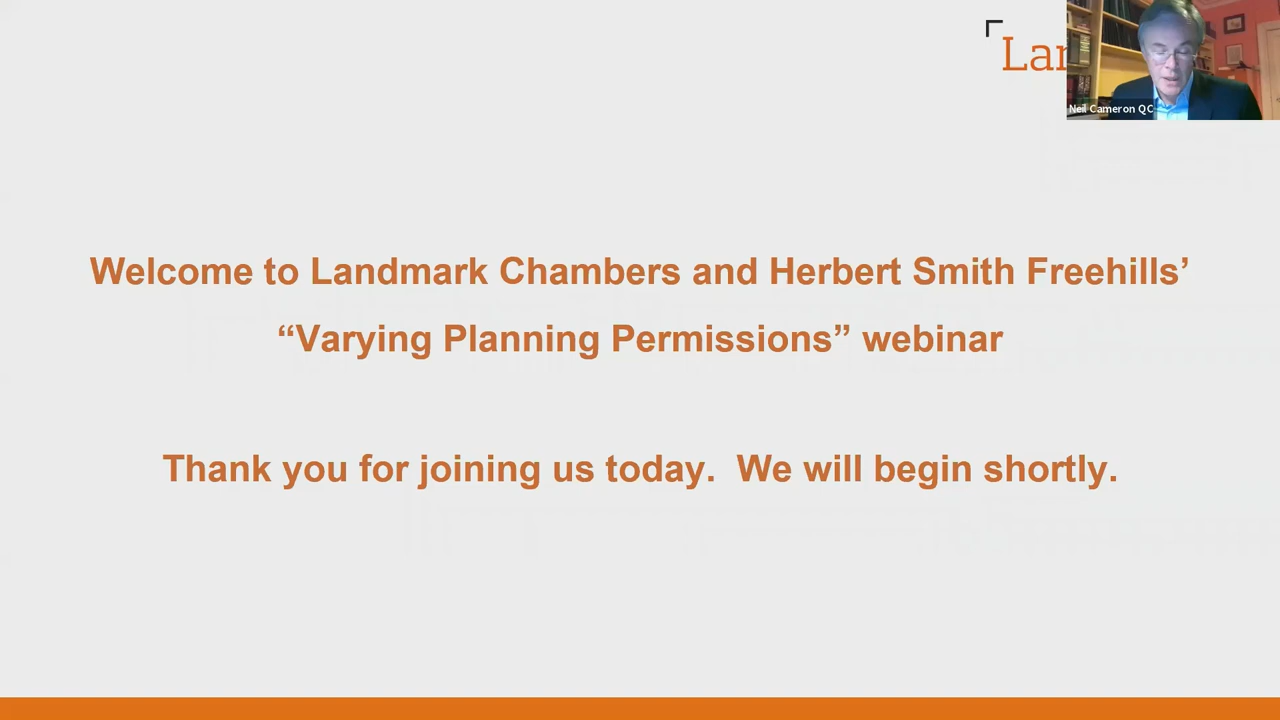 Lan
Neil Cameron QC
Welcome to Landmark Chambers and Herbert Smith Freehills’
“Varying Planning Permissions” webinar
Thank you for joining us today.  We will begin shortly.